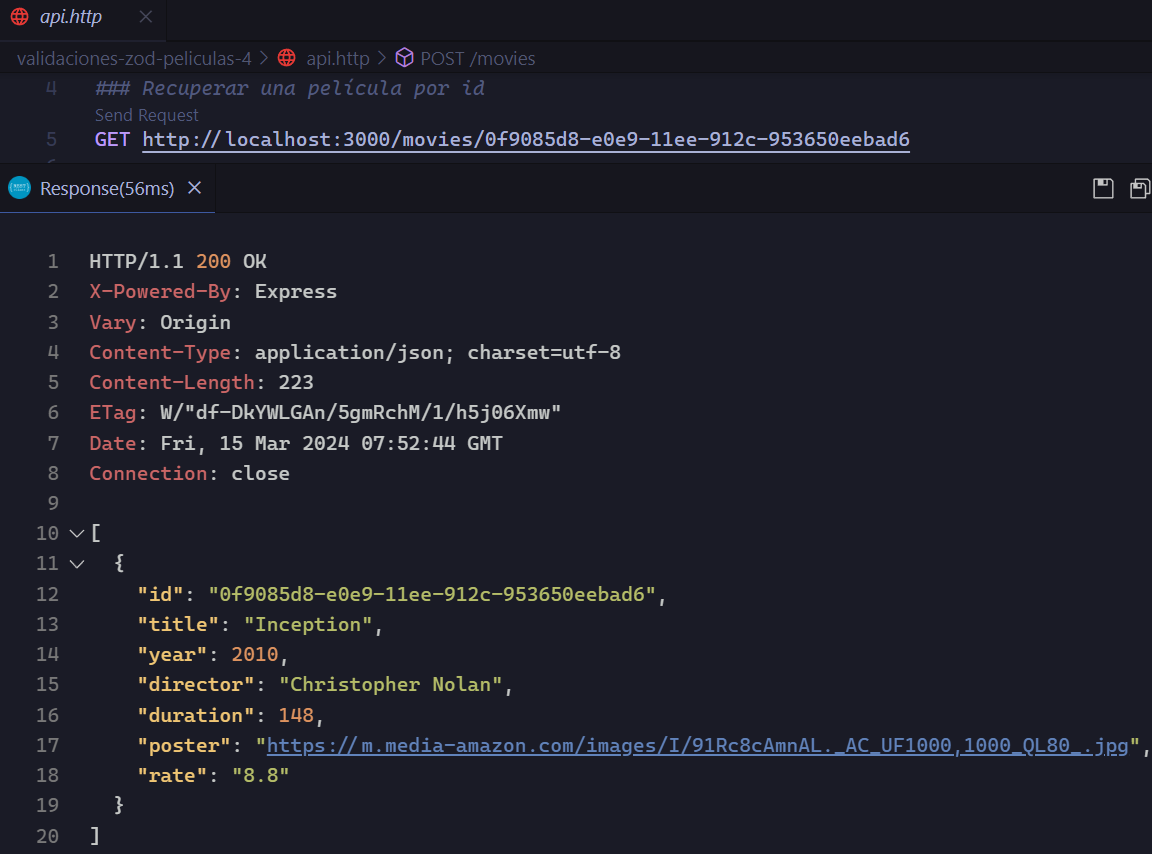 api.http
validaciones-zod-peliculas-4 > api.http > POST /movies
4 ### Recuperar una película por id
Send Request
5 GET http://localhost:3000/movies/0f9085d8-e0e9-11ee-912c-953650eebad6
Response(56ms)
1 HTTP/1.1 200 OK
2 X-Powered-By: Express
3 Vary: Origin
4 Content-Type: application/json; charset=utf-8
5 Content-Length: 223
6 ETag: W/"df-DkYWLGAn/5gmRchM/1/h5j06Xmw"
7 Date: Fri, 15 Mar 2024 07:52:44 GMT
8 Connection: close
9
10 [
11 {
12 "id": "0f9085d8-e0e9-11ee-912c-953650eebad6",
13 "title": "Inception",
14 "year": 2010,
15 "director": "Christopher Nolan",
16 "duration": 148,
17 "poster": "https://m.media-amazon.com/images/I/91Rc8cAmnAL._AC_UF1000,1000_QL80_.jpg",
18 "rate": "8.8"
19 }
20 ]